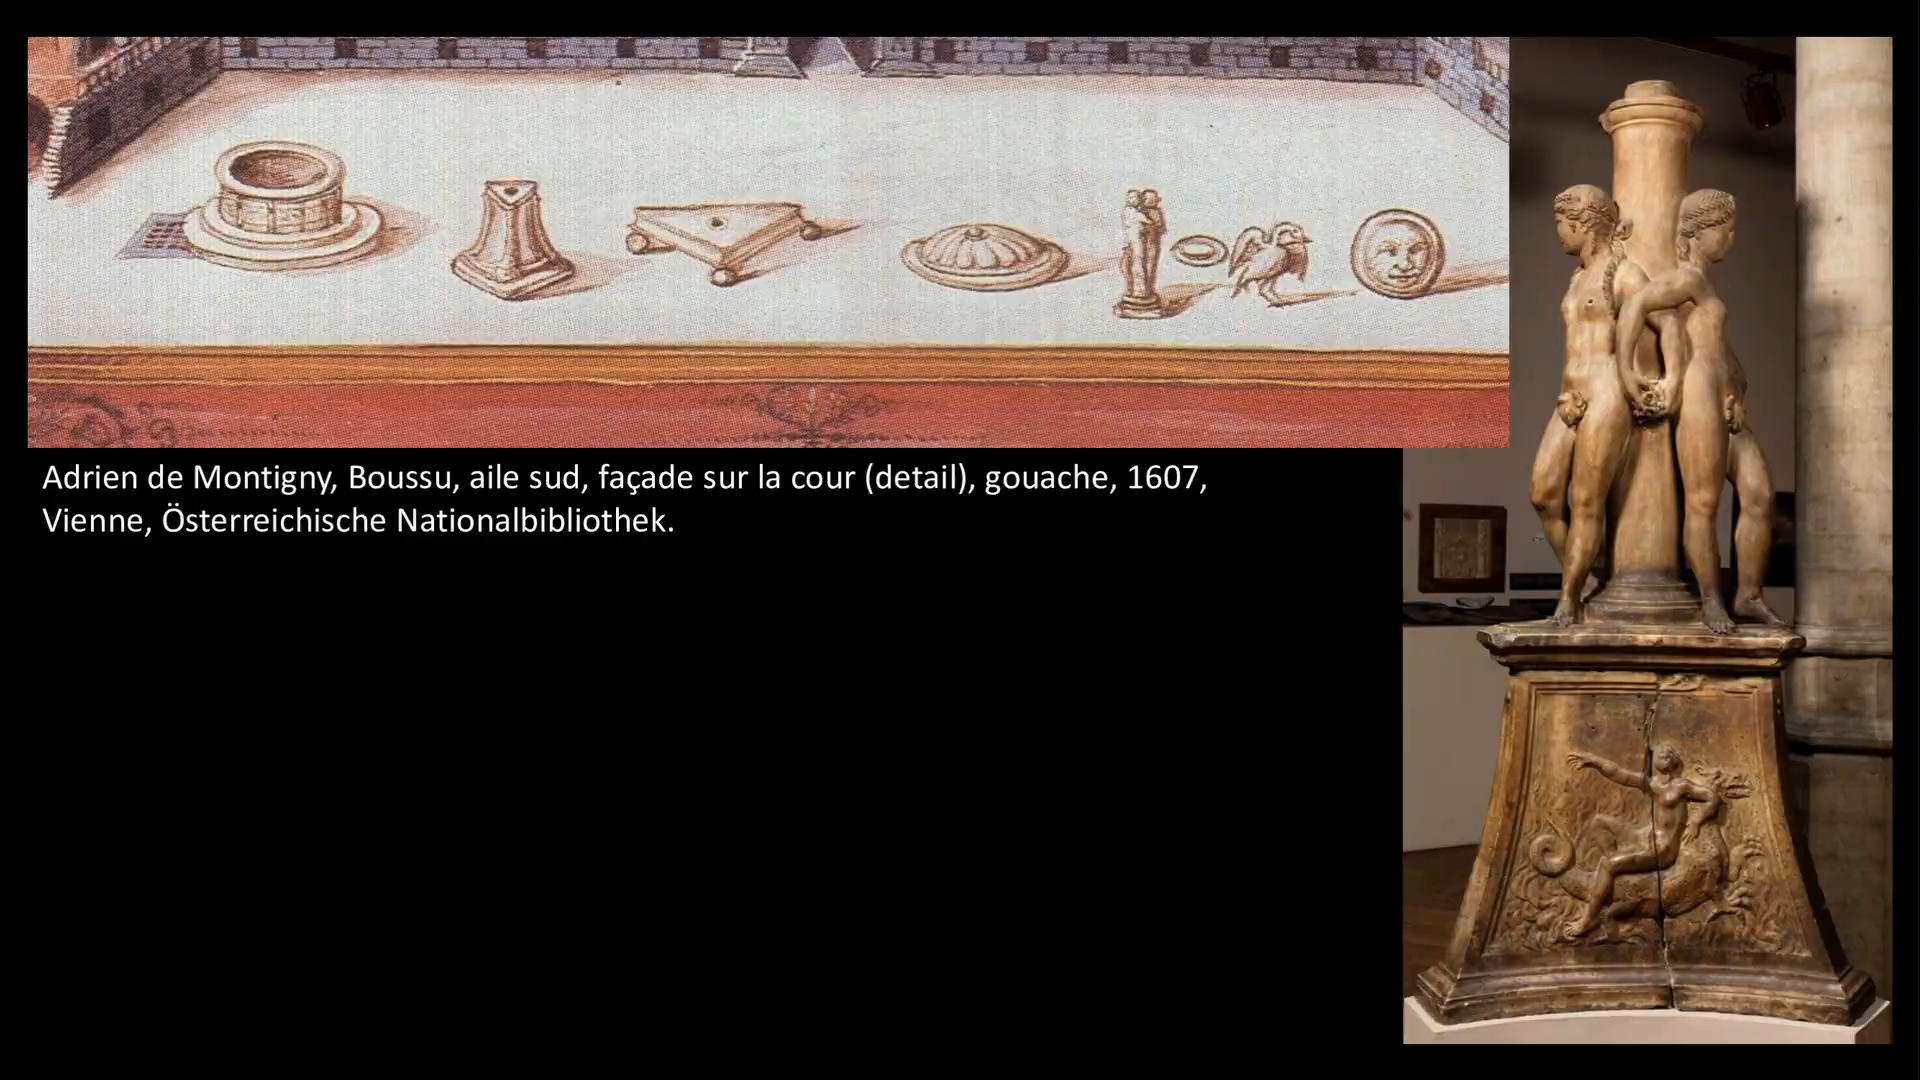 Adrien de Montigny, Boussu, aile sud, façade sur la cour (detail), gouache, 1607,
Vienne, Österreichische Nationalbibliothek.